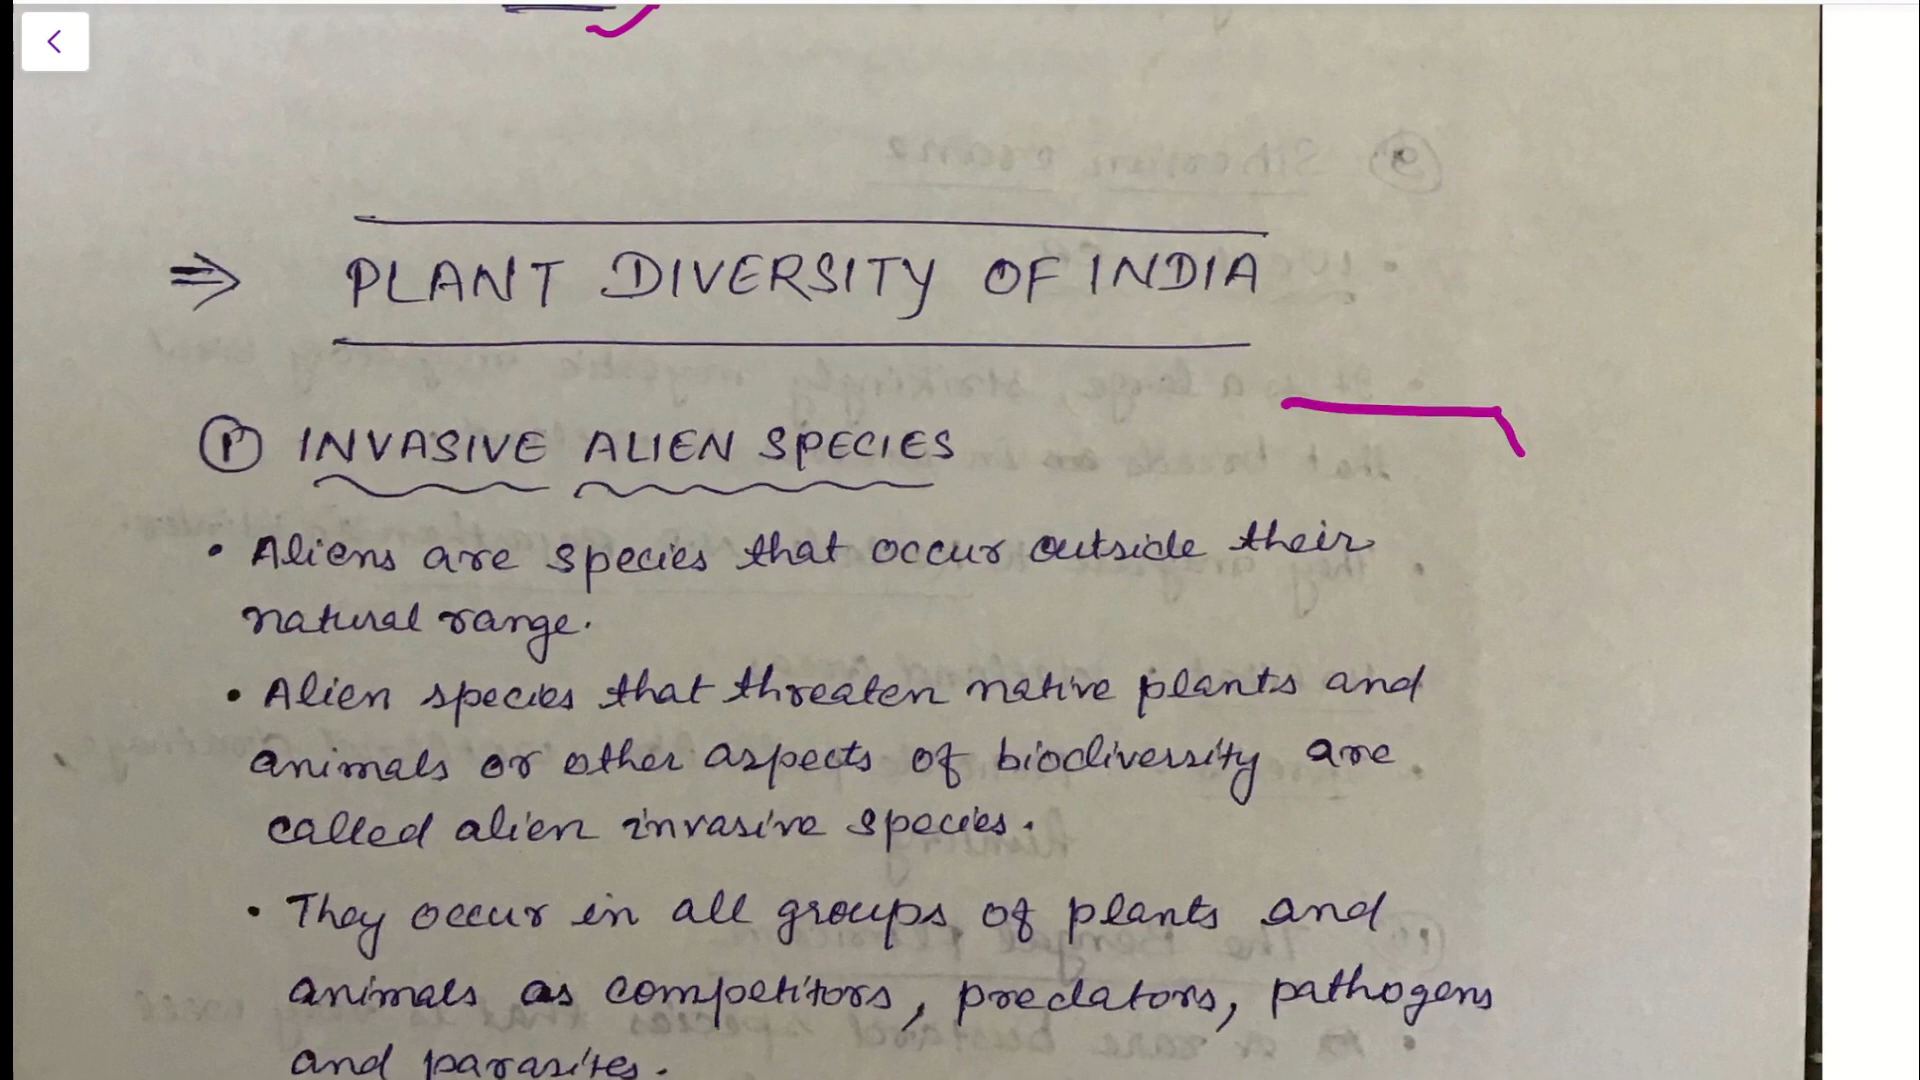 ⇒ PLANT DIVERSITY OF INDIA
(P) INVASIVE ALIEN SPECIES
• Aliens are species that occur outside their
natural range.
• Alien species that threaten native plants and
animals or other aspects of biodiversity are
called alien invasive species.
• They occur in all groups of plants and
animals as competitors, predators, pathogens
and parasites.